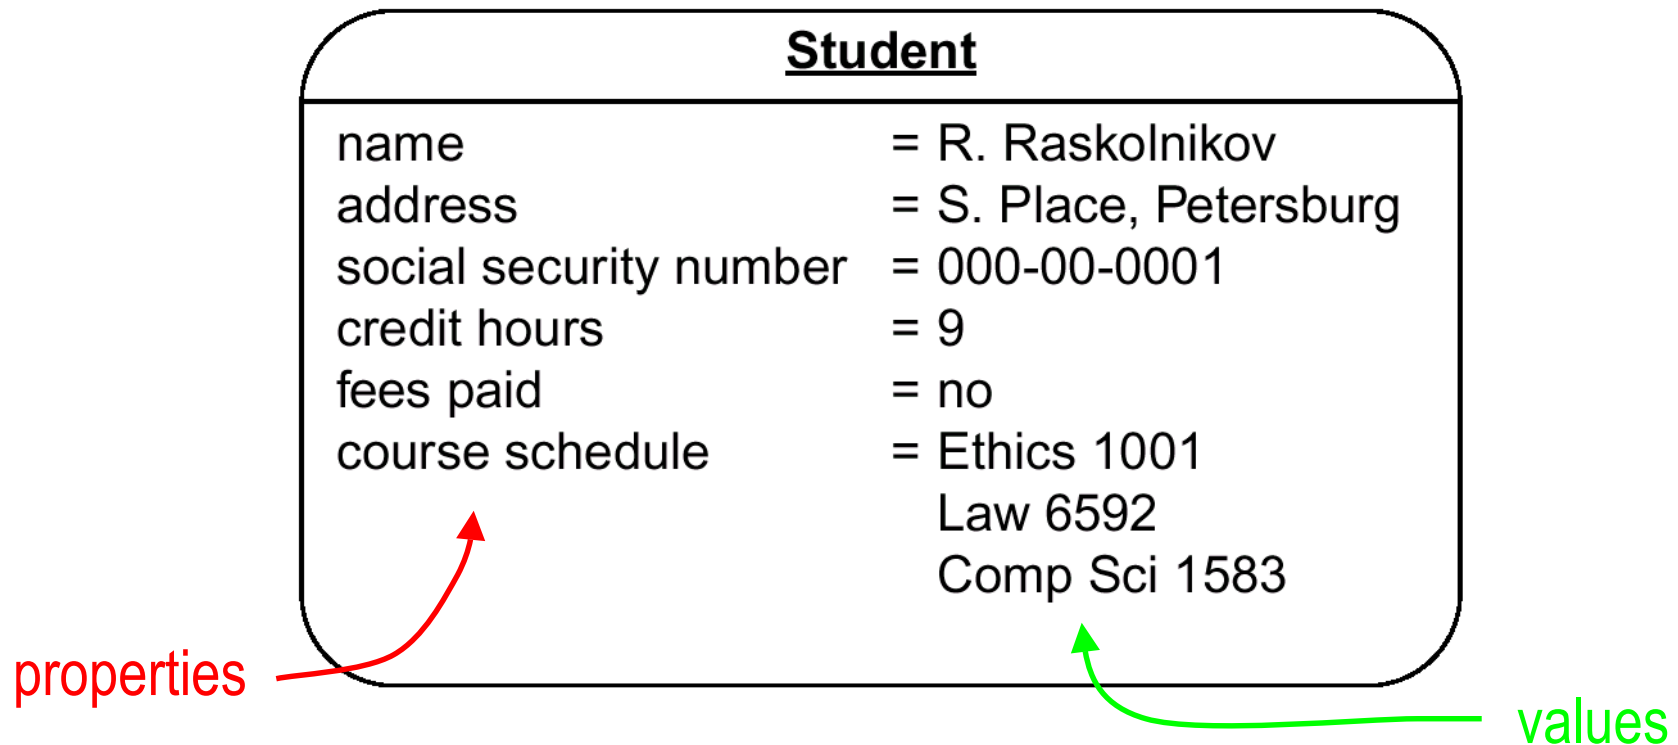 Student
name = R. Raskolnikov
address = S. Place, Petersburg
social security number = 000-00-0001
credit hours = 9
fees paid = no
course schedule = Ethics 1001
Law 6592
Comp Sci 1583
properties
values